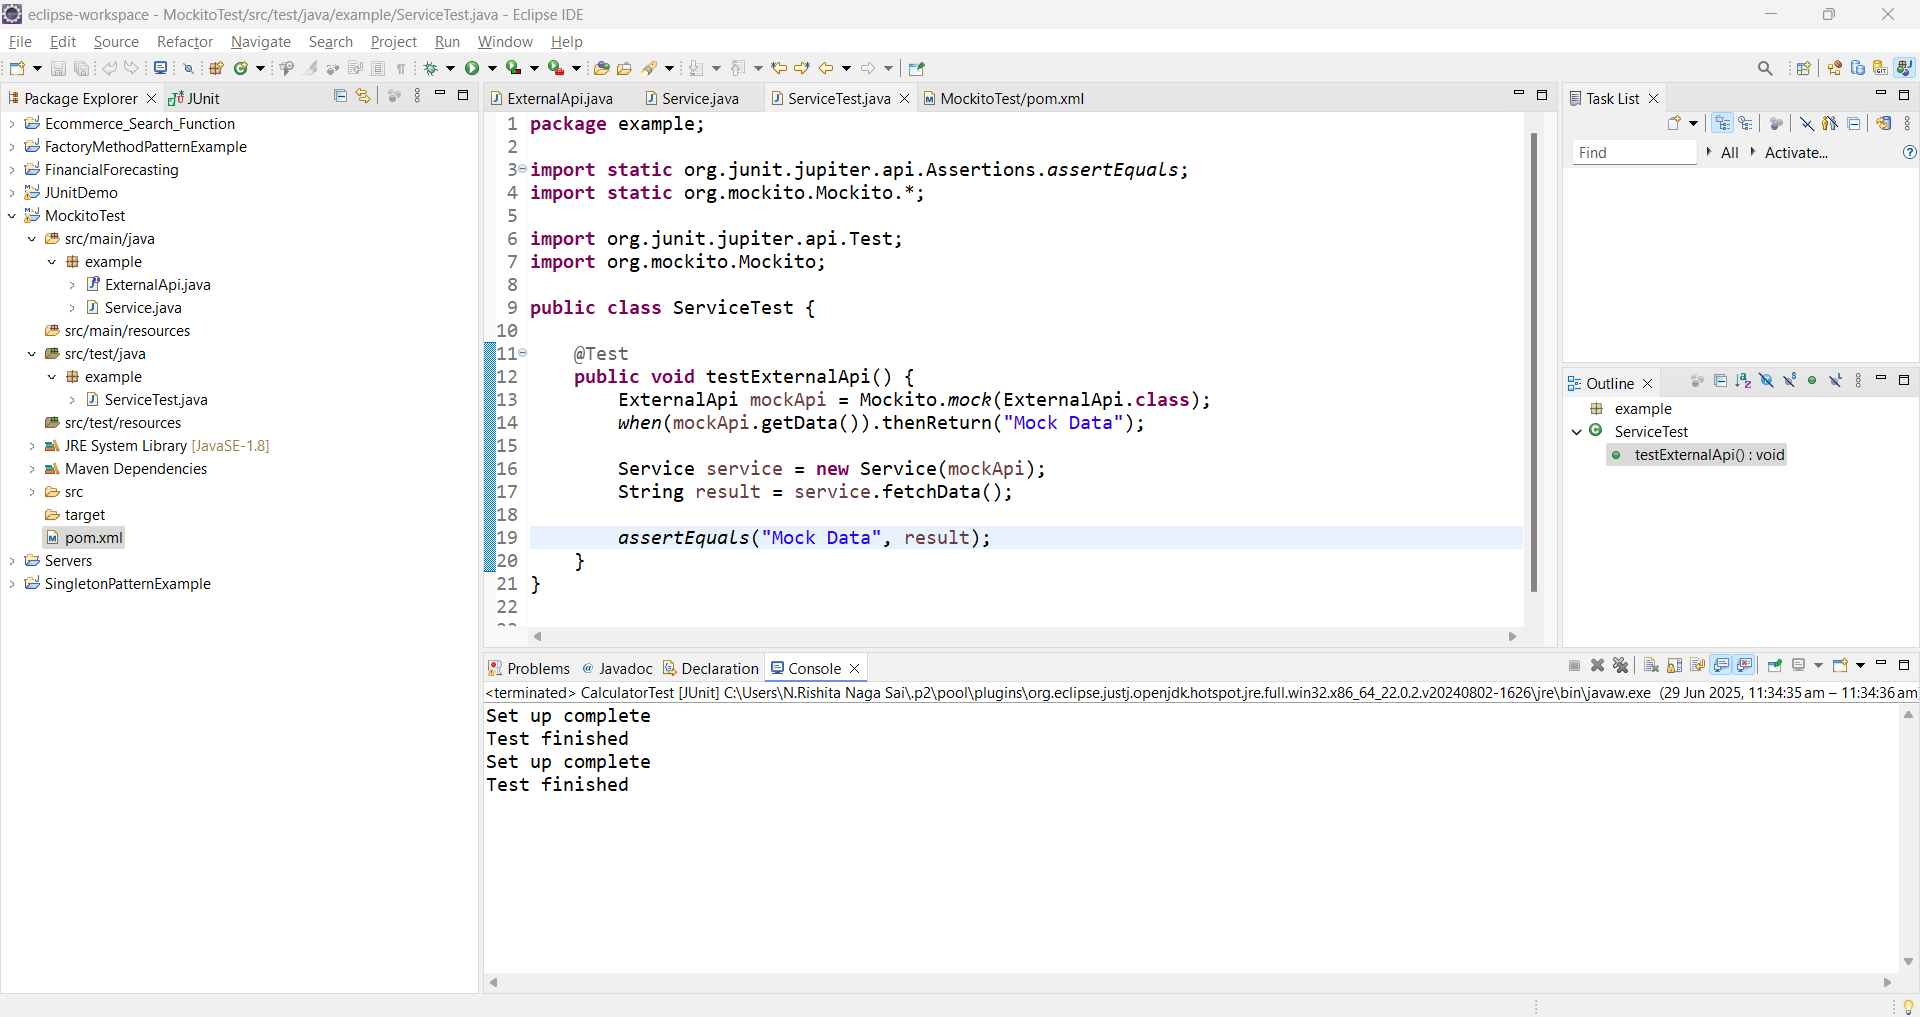 eclipse-workspace - MockitoTest/src/test/java/example/ServiceTest.java - Eclipse IDE
File Edit Source Refactor Navigate Search Project Run Window Help
Package Explorer JUnit
Ecommerce_Search_Function
FactoryMethodPatternExample
FinancialForecasting
JUnitDemo
MockitoTest
src/main/java
example
ExternalApi.java
Service.java
src/main/resources
src/test/java
example
ServiceTest.java
src/test/resources
JRE System Library [JavaSE-1.8]
Maven Dependencies
src
target
pom.xml
Servers
SingletonPatternExample
ExternalApi.java Service.java ServiceTest.java MockitoTest/pom.xml
1 package example;
2
3 import static org.junit.jupiter.api.Assertions.assertEquals;
4 import static org.mockito.Mockito.*;
5
6 import org.junit.jupiter.api.Test;
7 import org.mockito.Mockito;
8
9 public class ServiceTest {
10
11 @Test
12 public void testExternalApi() {
13 ExternalApi mockApi = Mockito.mock(ExternalApi.class);
14 when(mockApi.getData()).thenReturn("Mock Data");
15
16 Service service = new Service(mockApi);
17 String result = service.fetchData();
18
19 assertEquals("Mock Data", result);
20 }
21 }
22
Task List
Find All Activate...
Outline
example
ServiceTest
testExternalApi() : void
Problems Javadoc Declaration Console
<terminated> CalculatorTest [JUnit] C:\Users\N.Rishita Naga Sai\.p2\pool\plugins\org.eclipse.justj.openjdk.hotspot.jre.full.win32.x86_64_22.0.2.v20240802-1626\jre\bin\javaw.exe (29 Jun 2025, 11:34:35 am – 11:34:36 am
Set up complete
Test finished
Set up complete
Test finished